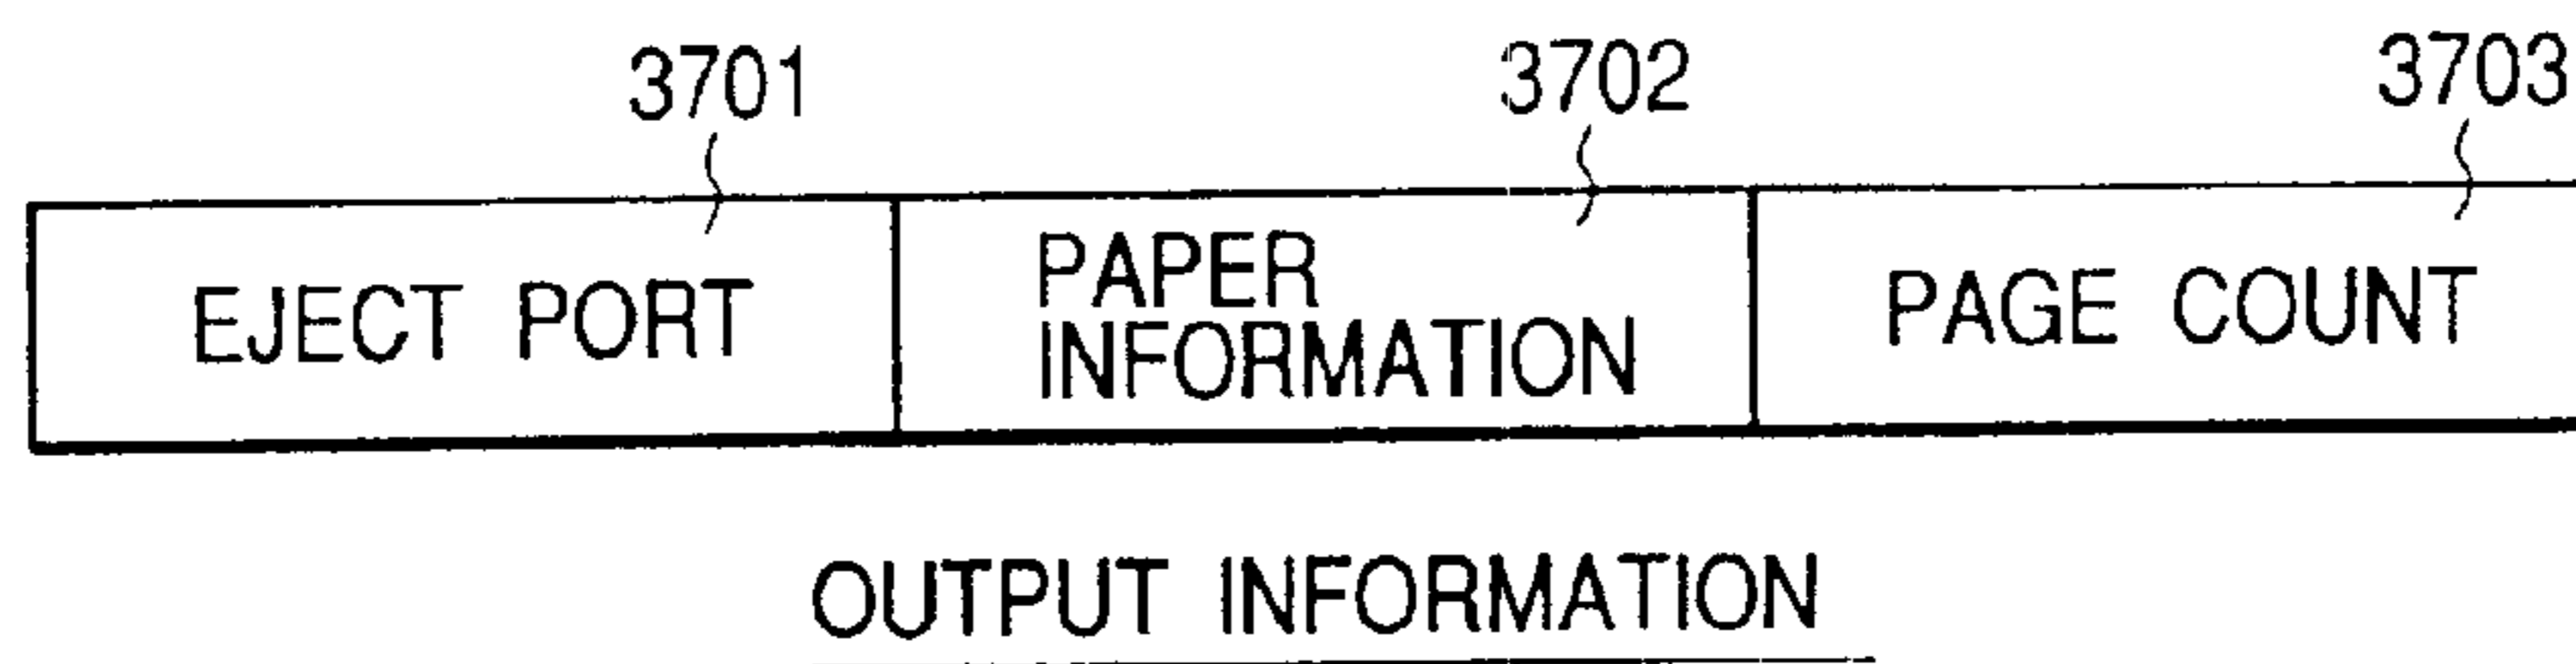 3701 3702 3703
EJECT PORT PAPER INFORMATION PAGE COUNT
OUTPUT INFORMATION